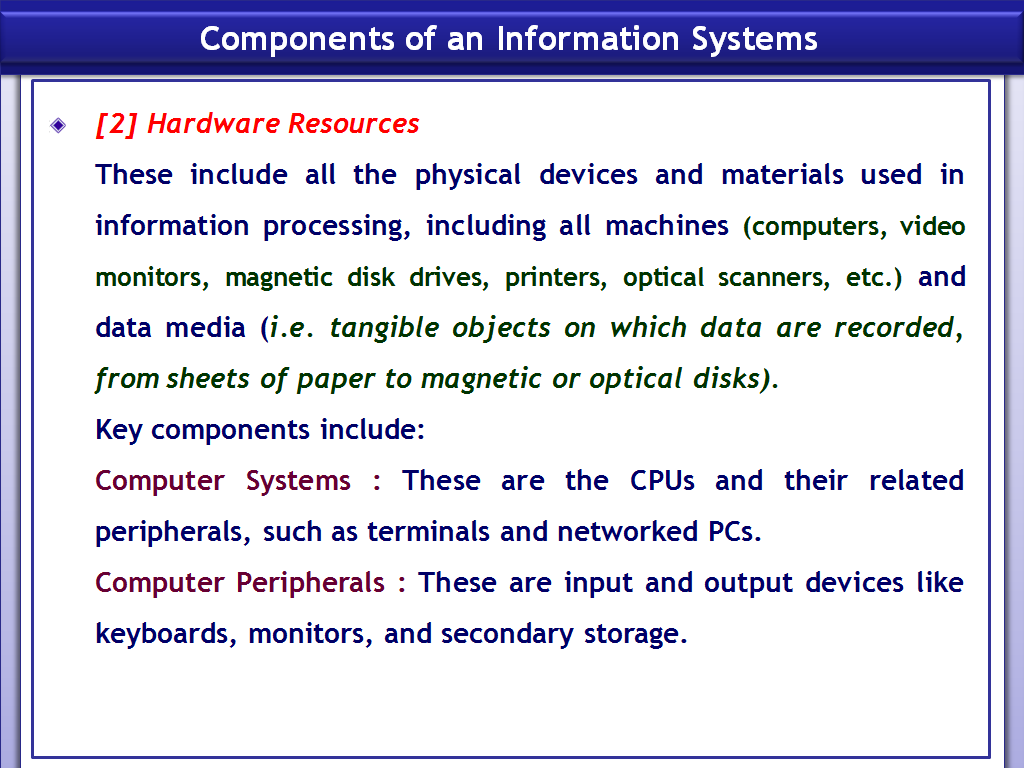 Components of an Information Systems
[2] Hardware Resources
These include all the physical devices and materials used in
information processing, including all machines (computers, video
monitors, magnetic disk drives, printers, optical scanners, etc.) and
data media (i.e. tangible objects on which data are recorded,
from sheets of paper to magnetic or optical disks).
Key components include:
Computer Systems : These are the CPUs and their related
peripherals, such as terminals and networked PCs.
Computer Peripherals : These are input and output devices like
keyboards, monitors, and secondary storage.